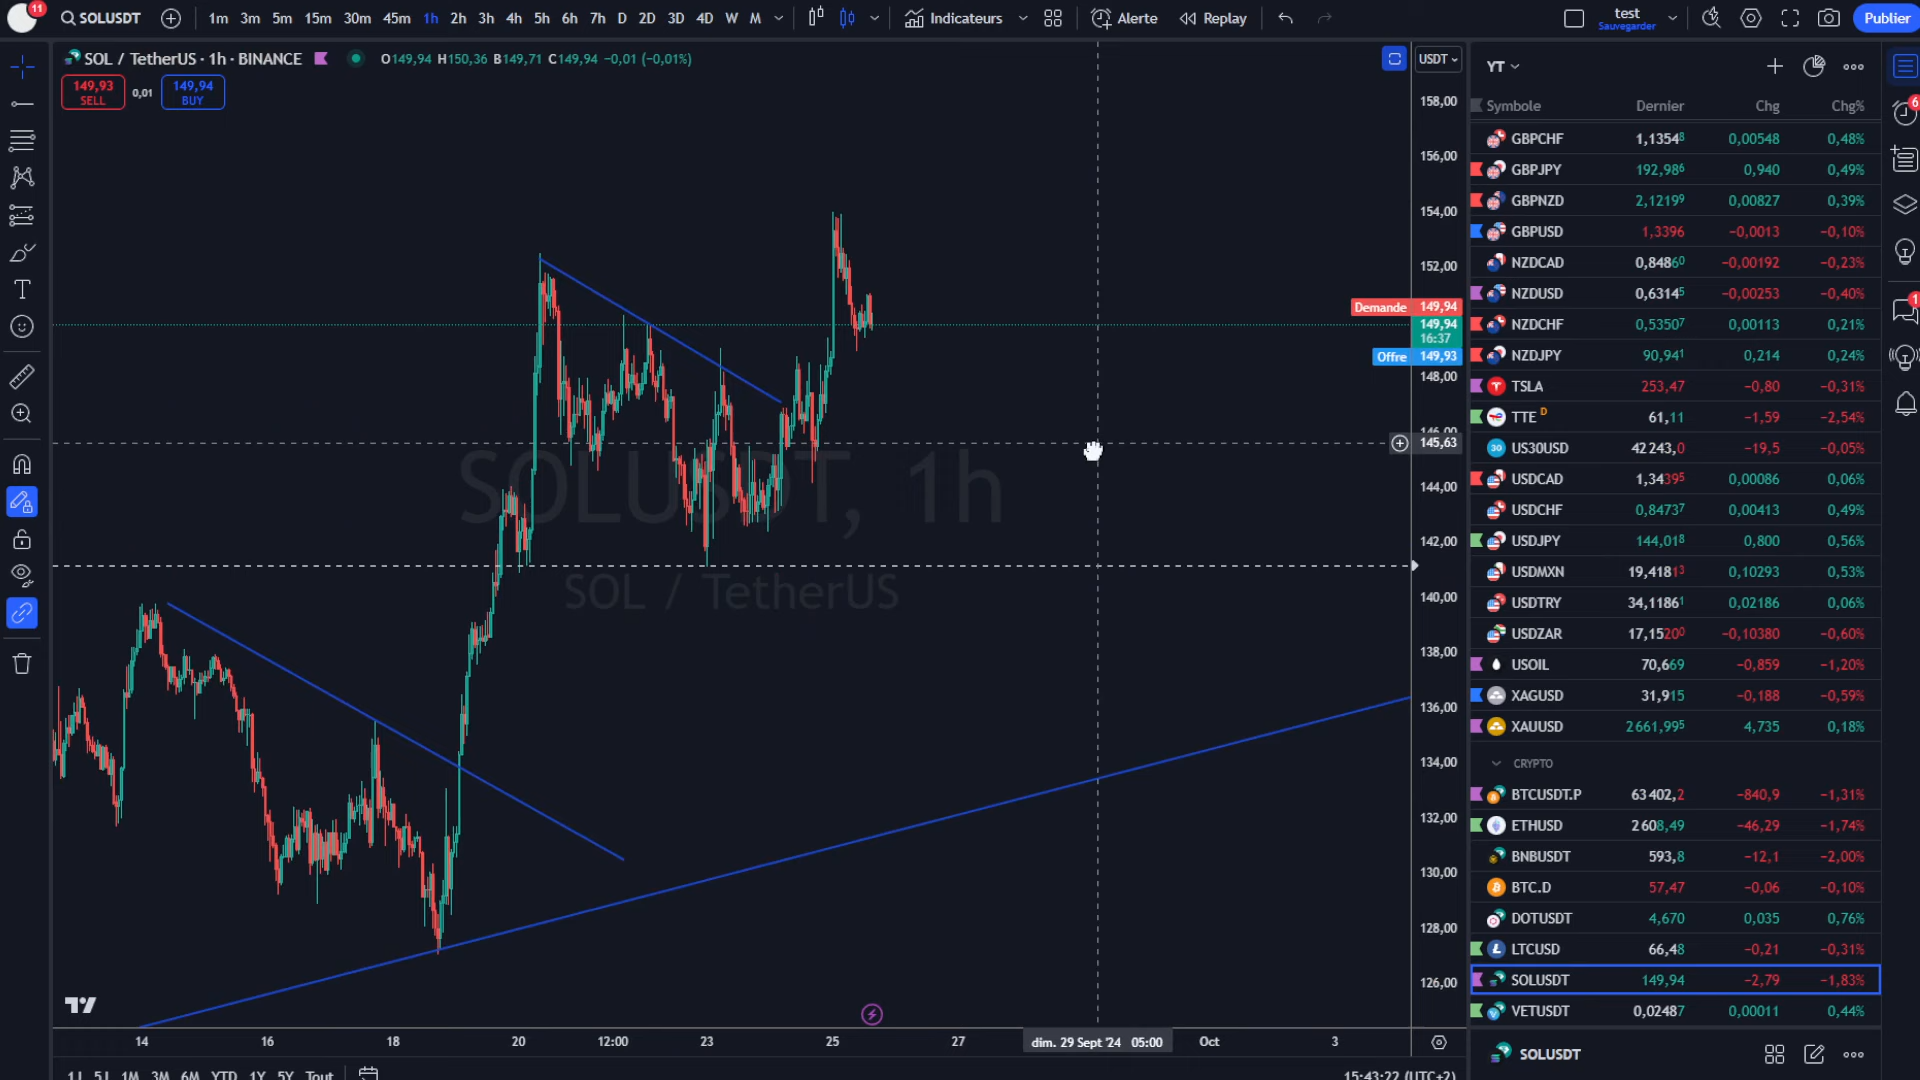 11 SOLUSDT 1m 3m 5m 15m 30m 45m 1h 2h 3h 4h 5h 6h 7h D 2D 3D 4D W M Indicateurs Alerte Replay test Publier
Sauvegarder
SOL / TetherUS · 1h · BINANCE O149,94 H150,36 B149,71 C149,94 −0,01 (−0,01%) USDT
149,93 0,01 149,94
SELL BUY
158,00
156,00
154,00
152,00
Demande 149,94
149,94
16:37
Offre 149,93
148,00
146,00
145,63
144,00
142,00
140,00
138,00
136,00
134,00
132,00
130,00
128,00
126,00
SOLUSDT, 1h
SOL / TetherUS
14 16 18 20 12:00 23 25 27 dim. 29 Sept '24 05:00 Oct 3
1J 5J 1M 3M 6M YTD 1Y 5Y Tout 15:43:22 (UTC+2)
YT
Symbole Dernier Chg Chg%
GBPCHF 1,13548 0,00548 0,48%
GBPJPY 192,986 0,940 0,49%
GBPNZD 2,12199 0,00827 0,39%
GBPUSD 1,3396 −0,0013 −0,10%
NZDCAD 0,84860 −0,00192 −0,23%
NZDUSD 0,63145 −0,00253 −0,40%
NZDCHF 0,53507 0,00113 0,21%
NZDJPY 90,941 0,214 0,24%
TSLA 253,47 −0,80 −0,31%
TTE D 61,11 −1,59 −2,54%
30 US30USD 42 243,0 −19,5 −0,05%
USDCAD 1,34395 0,00086 0,06%
USDCHF 0,84737 0,00413 0,49%
USDJPY 144,018 0,800 0,56%
USDMXN 19,41813 0,10293 0,53%
USDTRY 34,11861 0,02186 0,06%
USDZAR 17,15200 −0,10380 −0,60%
USOIL 70,669 −0,859 −1,20%
XAGUSD 31,915 −0,188 −0,59%
XAUUSD 2 661,995 4,735 0,18%
CRYPTO
BTCUSDT.P 63 402,2 −840,9 −1,31%
ETHUSD 2 608,49 −46,29 −1,74%
BNBUSDT 593,8 −12,1 −2,00%
BTC.D 57,47 −0,06 −0,10%
DOTUSDT 4,670 0,035 0,76%
LTCUSD 66,48 −0,21 −0,31%
SOLUSDT 149,94 −2,79 −1,83%
VETUSDT 0,02487 0,00011 0,44%
SOLUSDT
6
1